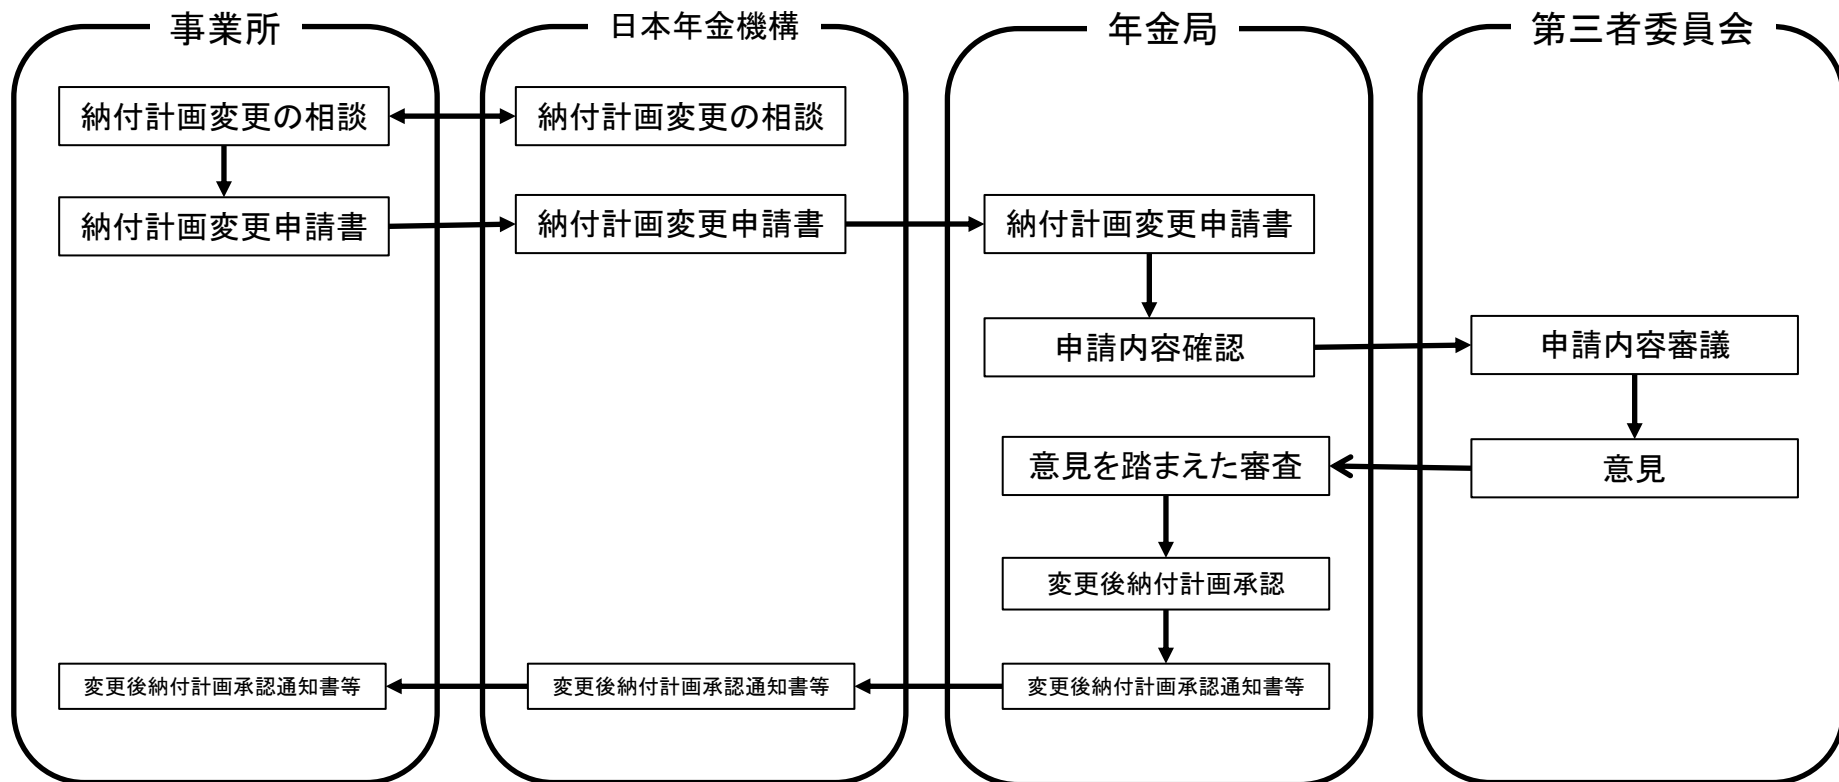 事業所
日本年金機構
年金局
第三者委員会
納付計画変更の相談
納付計画変更の相談
納付計画変更申請書
納付計画変更申請書
納付計画変更申請書
申請内容確認
申請内容審議
意見を踏まえた審査
意見
変更後納付計画承認
変更後納付計画承認通知書等
変更後納付計画承認通知書等
変更後納付計画承認通知書等